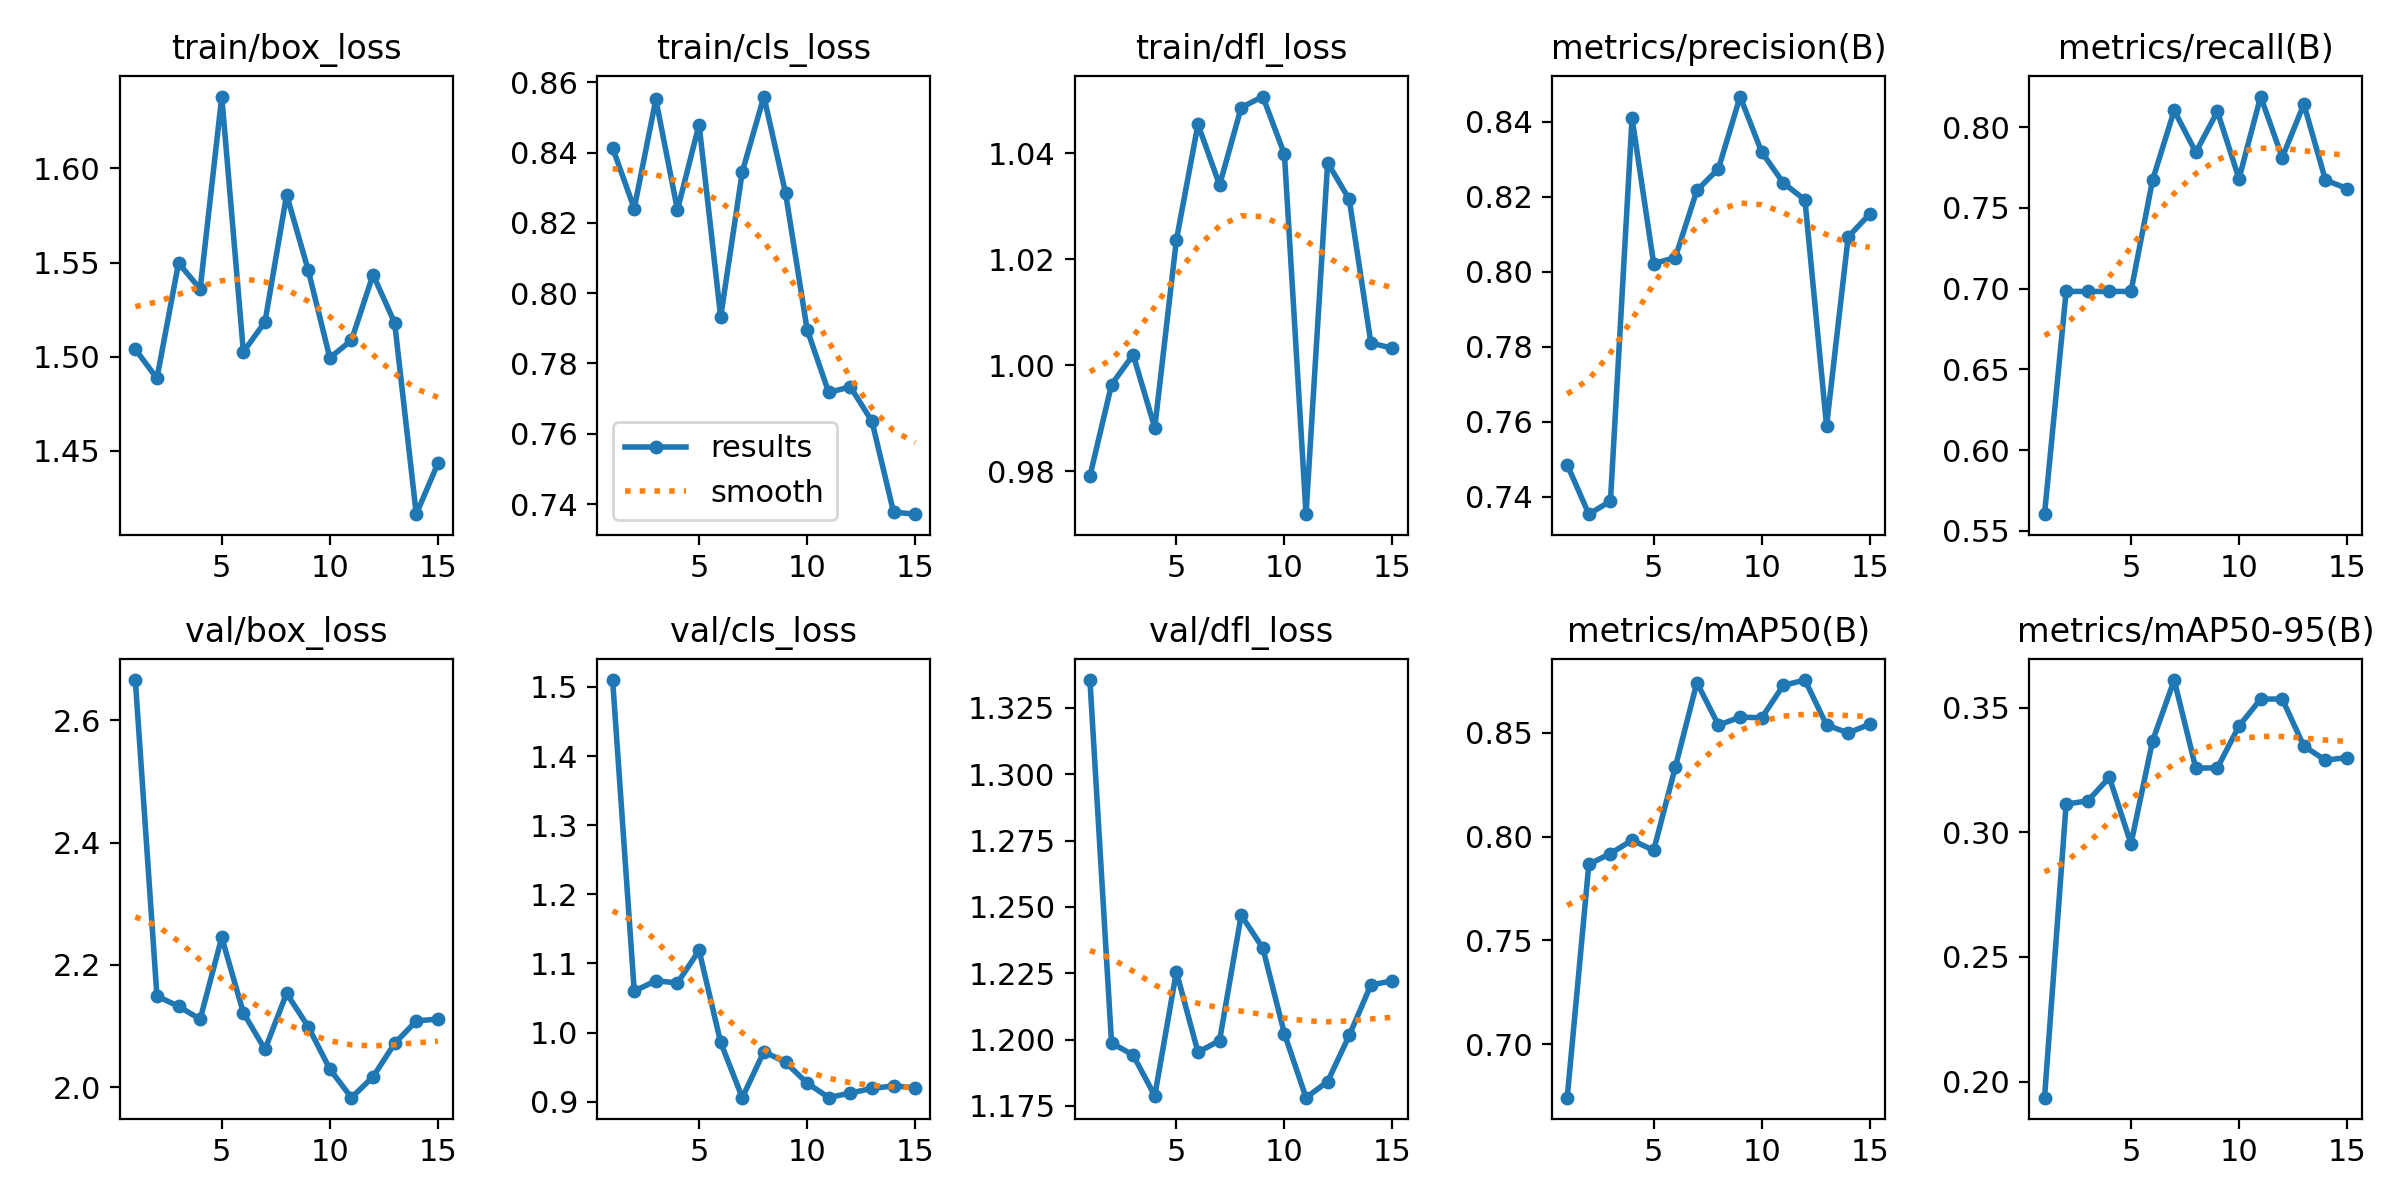 train/box_loss
1.60
1.55
1.50
1.45
5 10 15
train/cls_loss
0.86
0.84
0.82
0.80
0.78
0.76
0.74
results
smooth
5 10 15
train/dfl_loss
1.04
1.02
1.00
0.98
5 10 15
metrics/precision(B)
0.84
0.82
0.80
0.78
0.76
0.74
5 10 15
metrics/recall(B)
0.80
0.75
0.70
0.65
0.60
0.55
5 10 15
val/box_loss
2.6
2.4
2.2
2.0
5 10 15
val/cls_loss
1.5
1.4
1.3
1.2
1.1
1.0
0.9
5 10 15
val/dfl_loss
1.325
1.300
1.275
1.250
1.225
1.200
1.175
5 10 15
metrics/mAP50(B)
0.85
0.80
0.75
0.70
5 10 15
metrics/mAP50-95(B)
0.35
0.30
0.25
0.20
5 10 15